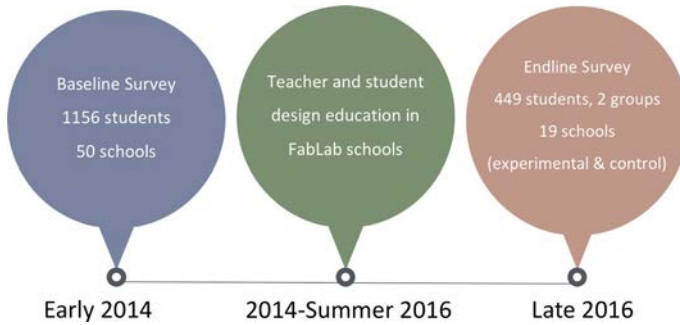 Baseline Survey
1156 students
50 schools
Teacher and student
design education in
FabLab schools
Endline Survey
449 students, 2 groups
19 schools
(experimental & control)
Early 2014
2014-Summer 2016
Late 2016